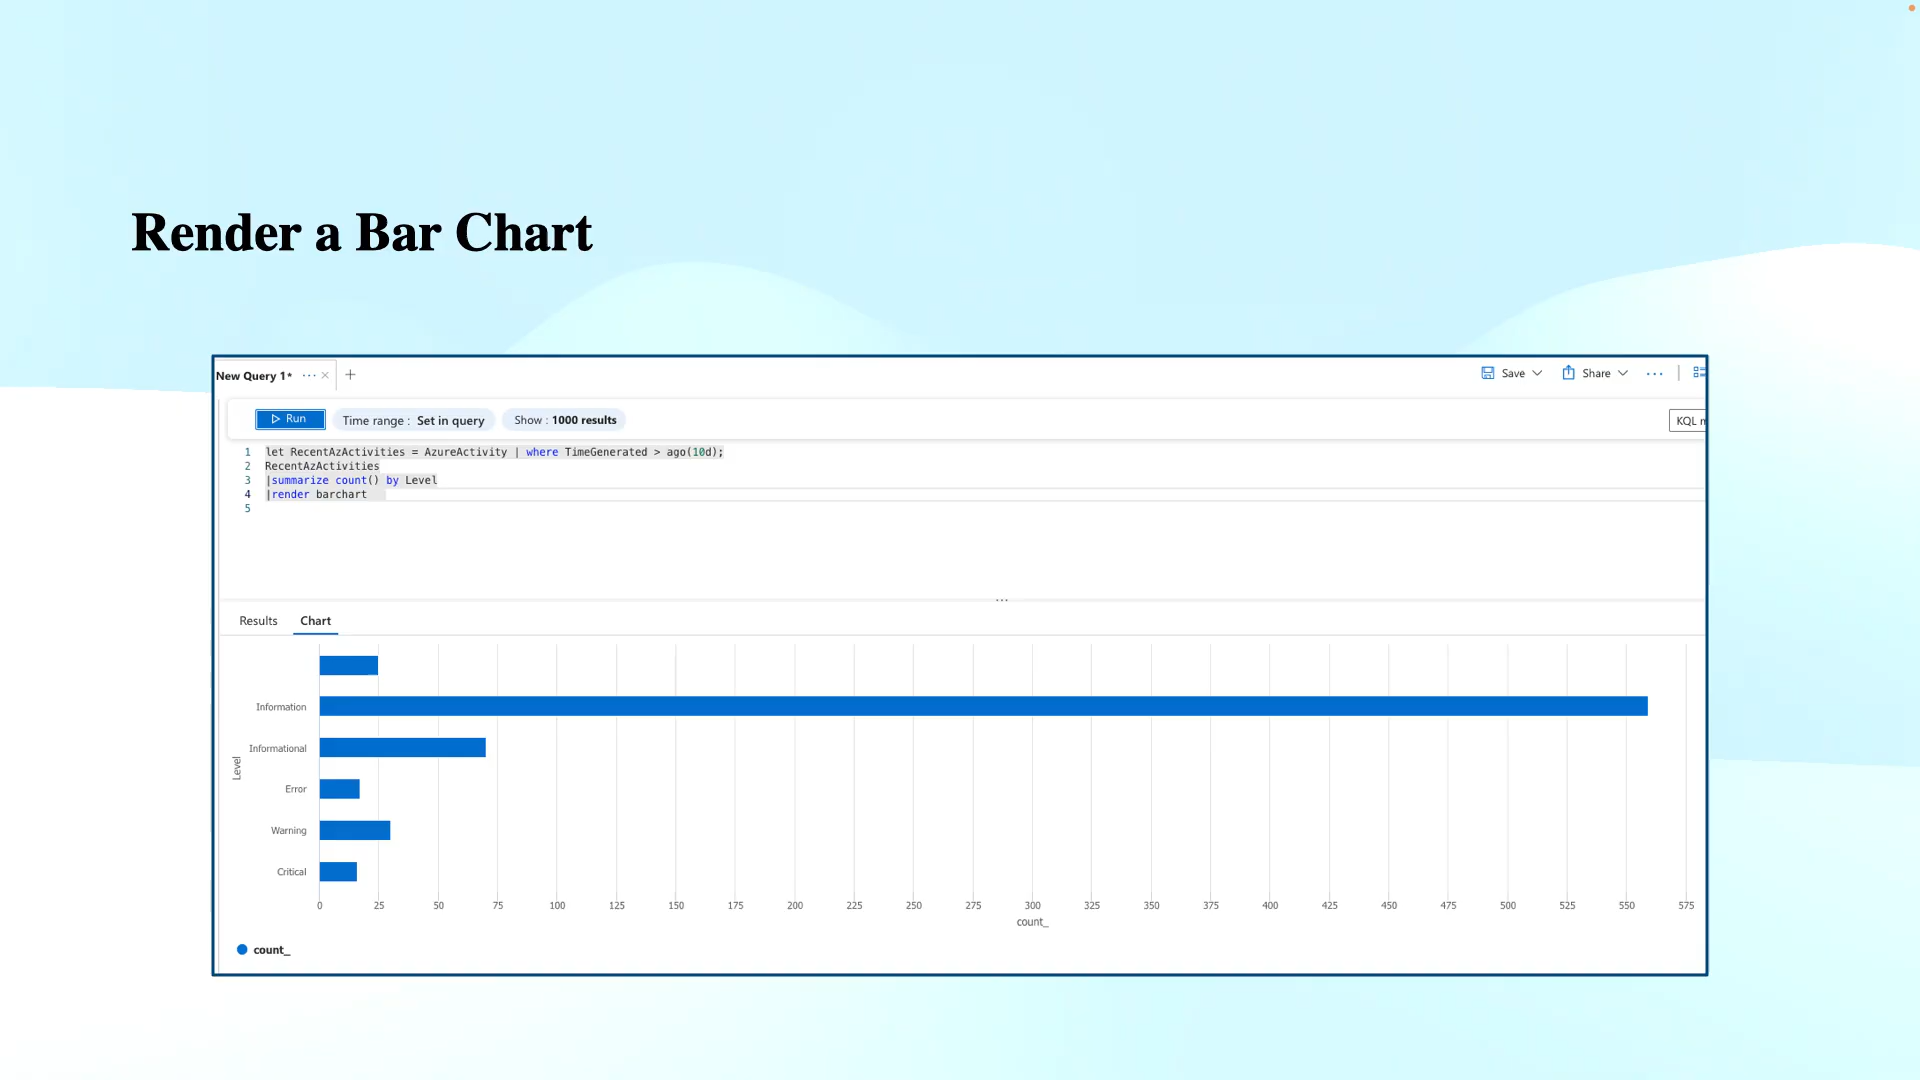 Render a Bar Chart
New Query 1* ··· × +
Save Share ···
Run Time range : Set in query Show : 1000 results KQL
1 let RecentAzActivities = AzureActivity | where TimeGenerated > ago(10d);
2 RecentAzActivities
3 |summarize count() by Level
4 |render barchart
5
...
Results Chart
Information
Informational
Level
Error
Warning
Critical
0 25 50 75 100 125 150 175 200 225 250 275 300 325 350 375 400 425 450 475 500 525 550 575
count_
count_